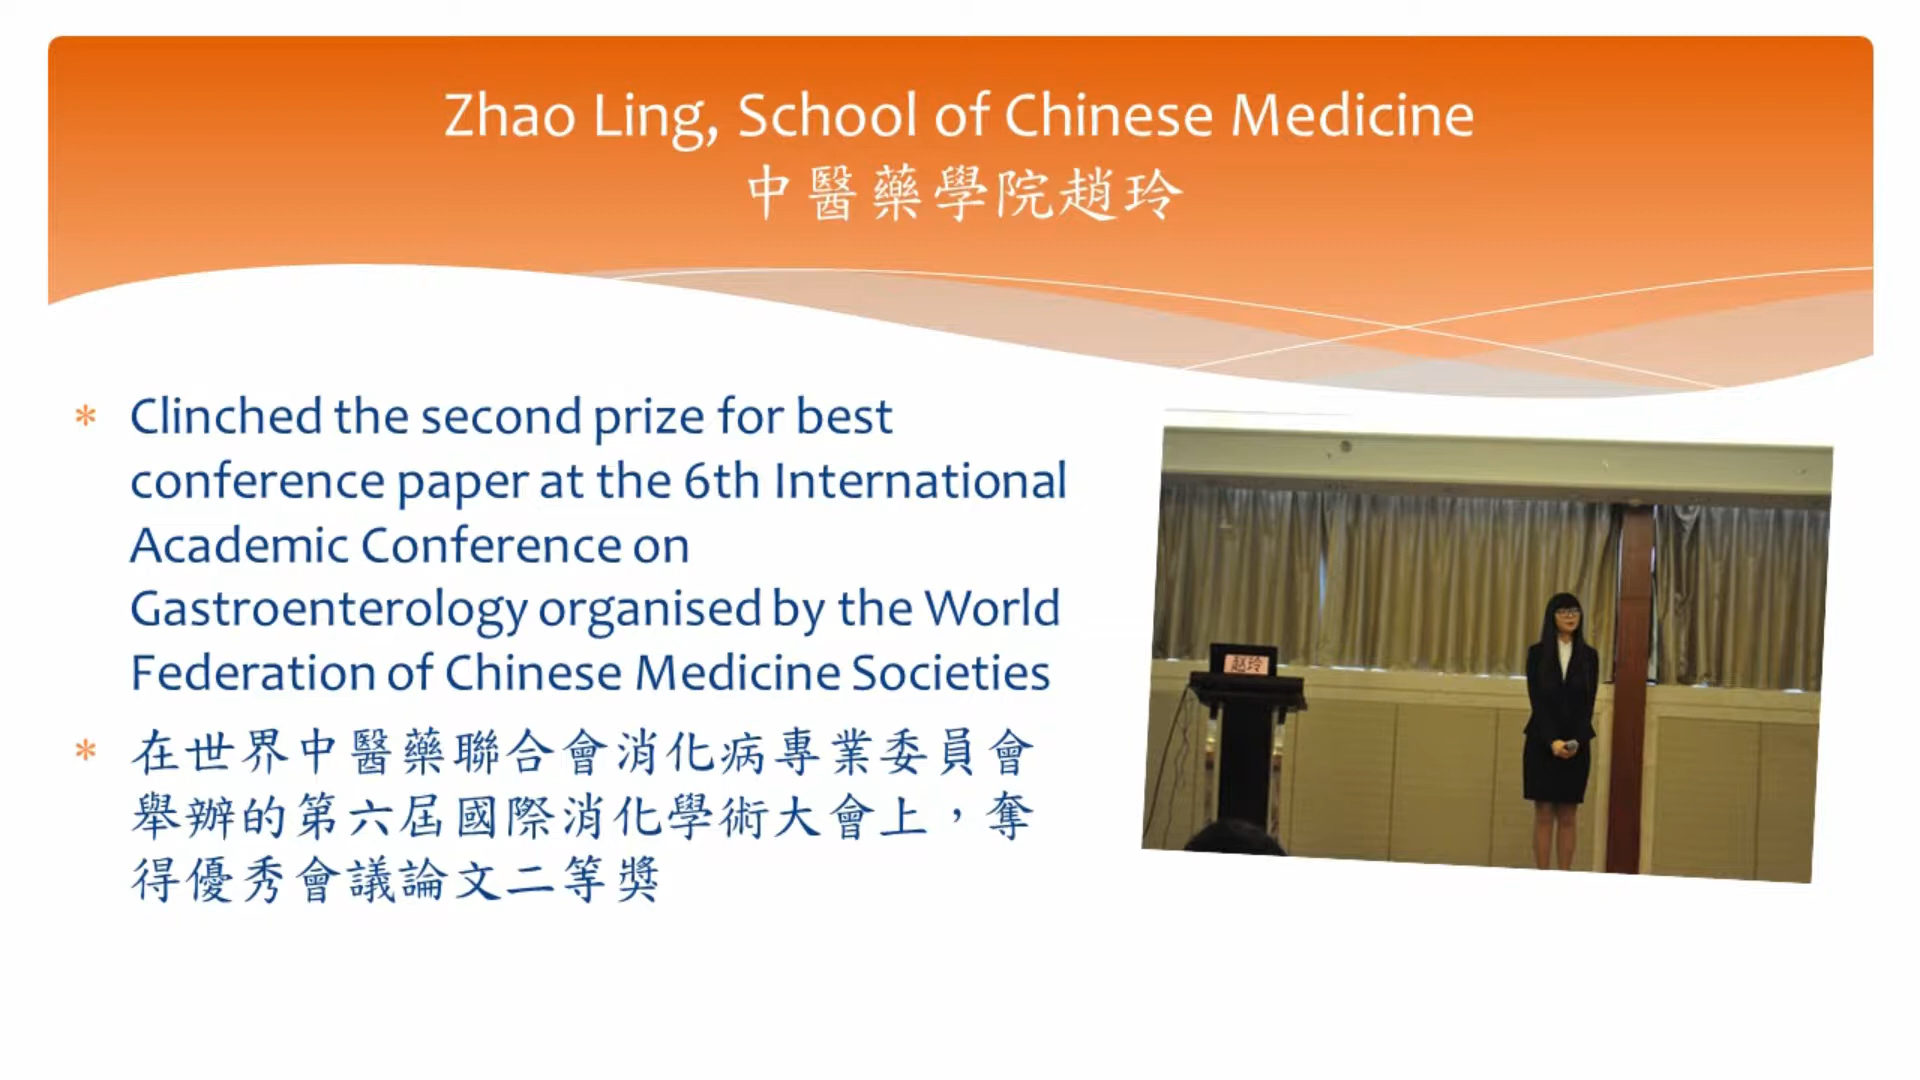 Zhao Ling, School of Chinese Medicine
中醫藥學院趙玲
* Clinched the second prize for best
conference paper at the 6th International
Academic Conference on
Gastroenterology organised by the World
Federation of Chinese Medicine Societies
* 在世界中醫藥聯合會消化病專業委員會
舉辦的第六屆國際消化學術大會上，奪
得優秀會議論文二等獎
赵玲